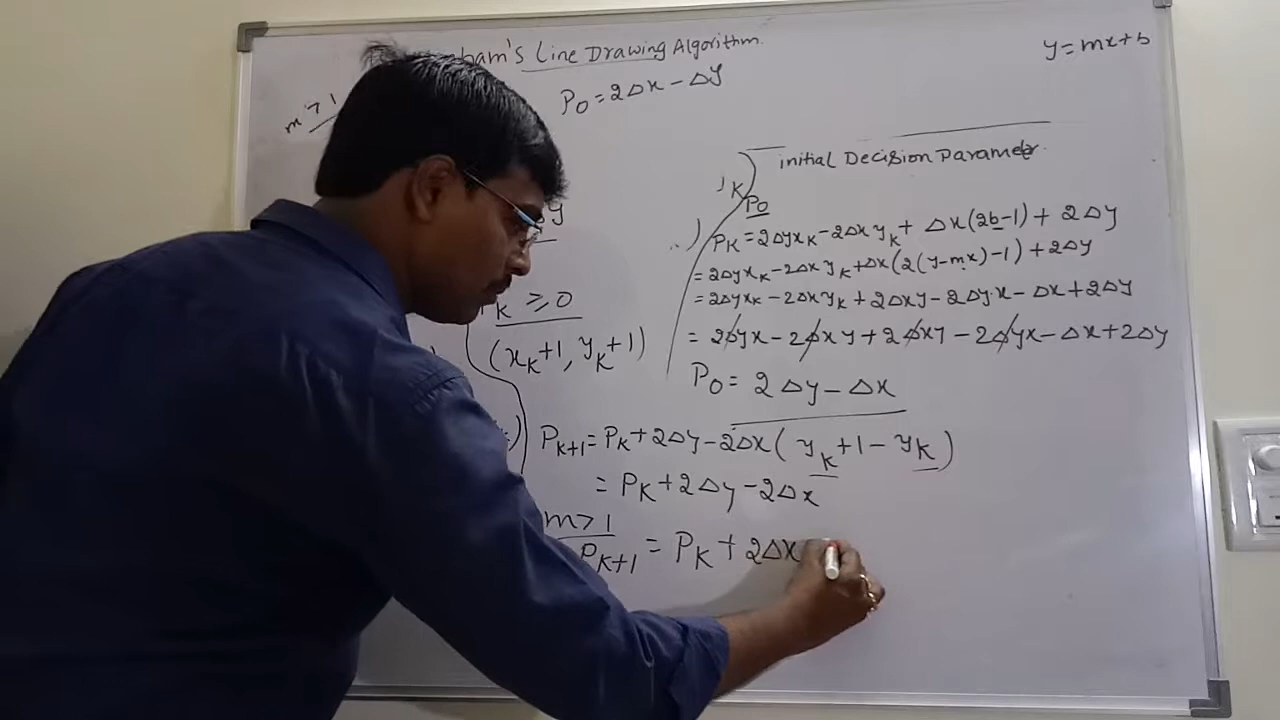 ham's Line Drawing Algorithm.
y=mx+b
m>1
P0=2Δx-Δy
initial Decision Parameter.
K
P0
PK=2ΔyxK-2ΔxyK+Δx(2b-1)+2Δy
=2ΔyxK-2ΔxyK+Δx(2(y-mx)-1)+2Δy
=2ΔyxK-2ΔxyK+2Δxy-2Δy.x-Δx+2Δy
=2Δyx-2Δxy+2Δxy-2Δyx-Δx+2Δy
P0=2Δy-Δx
y
K≥0
(xK+1, yK+1)
PK+1=PK+2Δy-2Δx(yK+1-yK)
=PK+2Δy-2Δx
m>1
PK+1=PK+2Δx